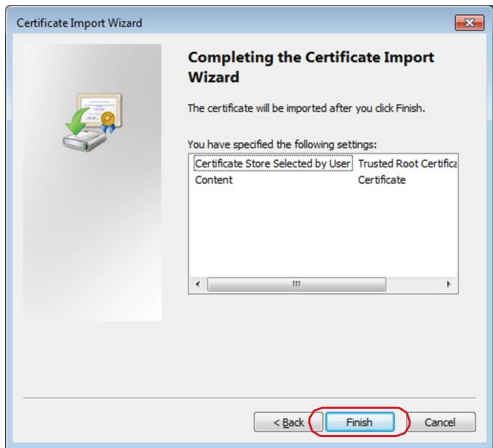 Certificate Import Wizard
Completing the Certificate Import
Wizard
The certificate will be imported after you click Finish.
You have specified the following settings:
Certificate Store Selected by User Trusted Root Certifica
Content Certificate
< Back Finish Cancel